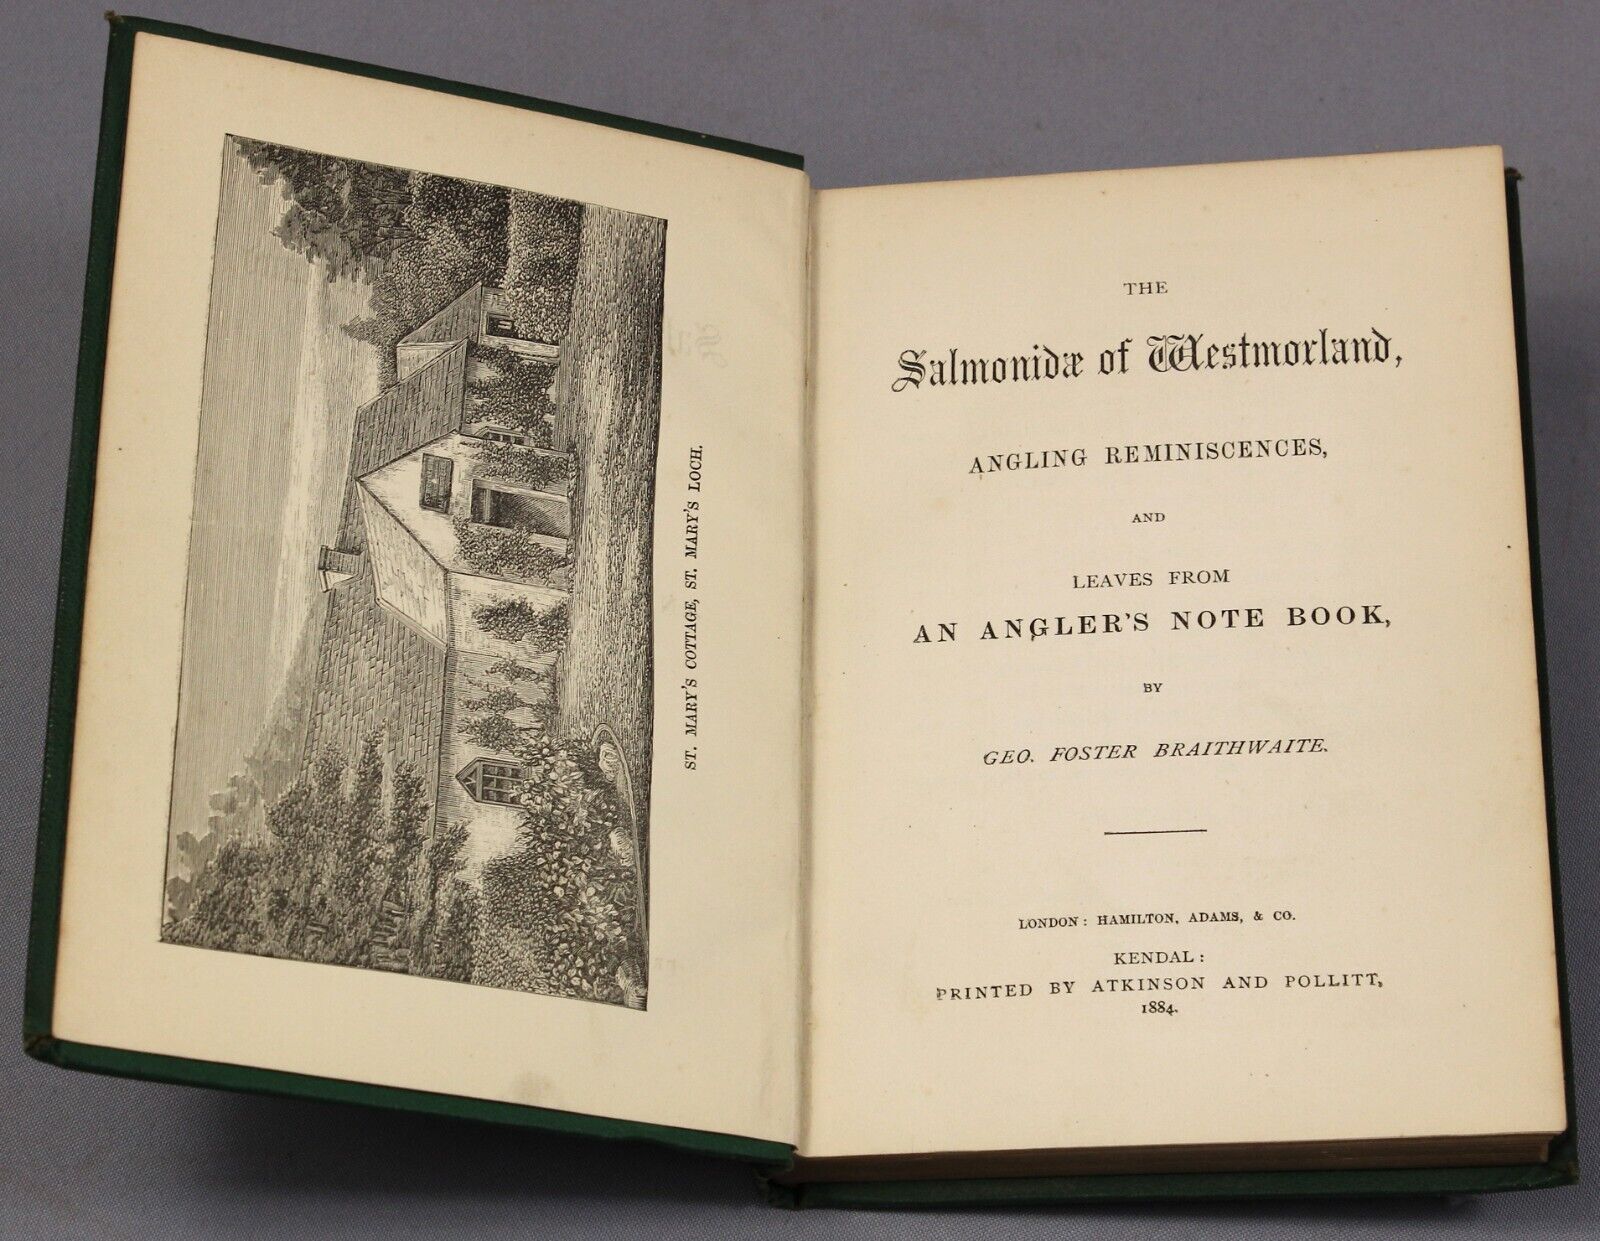 ST. MARY'S COTTAGE, ST. MARY'S LOCH.
THE
Salmonidæ of Westmorland,
ANGLING REMINISCENCES,
AND
LEAVES FROM
AN ANGLER'S NOTE BOOK,
BY
GEO. FOSTER BRAITHWAITE.
LONDON: HAMILTON, ADAMS, & CO.
KENDAL:
PRINTED BY ATKINSON AND POLLITT,
1884.